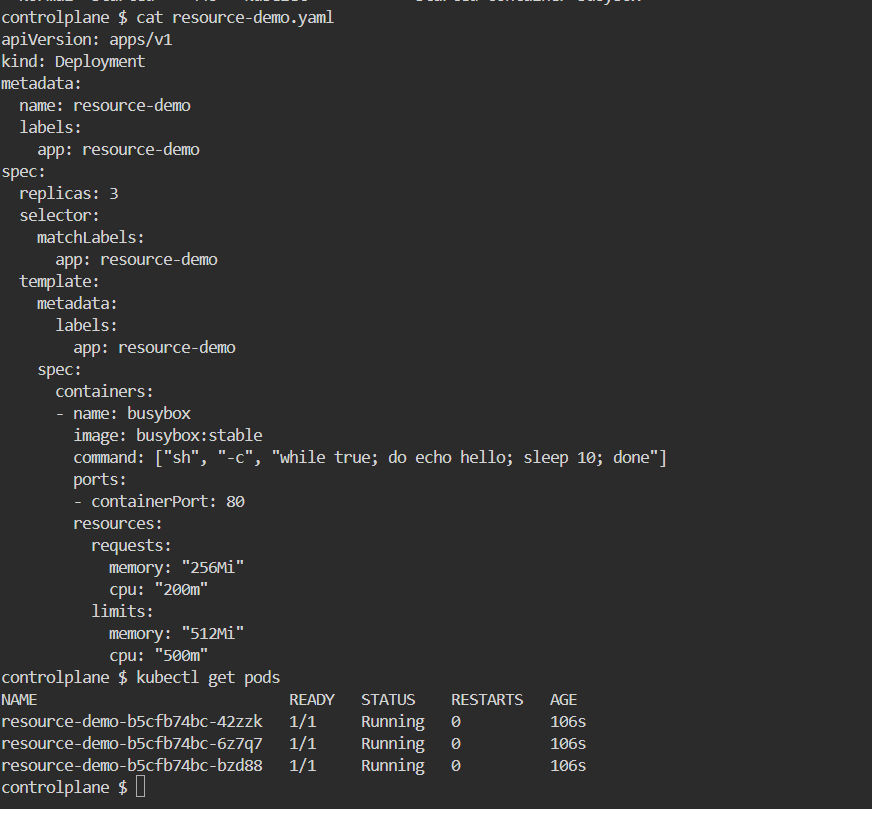 controlplane $ cat resource-demo.yaml
apiVersion: apps/v1
kind: Deployment
metadata:
  name: resource-demo
  labels:
    app: resource-demo
spec:
  replicas: 3
  selector:
    matchLabels:
      app: resource-demo
  template:
    metadata:
      labels:
        app: resource-demo
    spec:
      containers:
      - name: busybox
        image: busybox:stable
        command: ["sh", "-c", "while true; do echo hello; sleep 10; done"]
        ports:
        - containerPort: 80
        resources:
          requests:
            memory: "256Mi"
            cpu: "200m"
          limits:
            memory: "512Mi"
            cpu: "500m"
controlplane $ kubectl get pods
NAME                            READY   STATUS    RESTARTS   AGE
resource-demo-b5cfb74bc-42zzk   1/1     Running   0          106s
resource-demo-b5cfb74bc-6z7q7   1/1     Running   0          106s
resource-demo-b5cfb74bc-bzd88   1/1     Running   0          106s
controlplane $